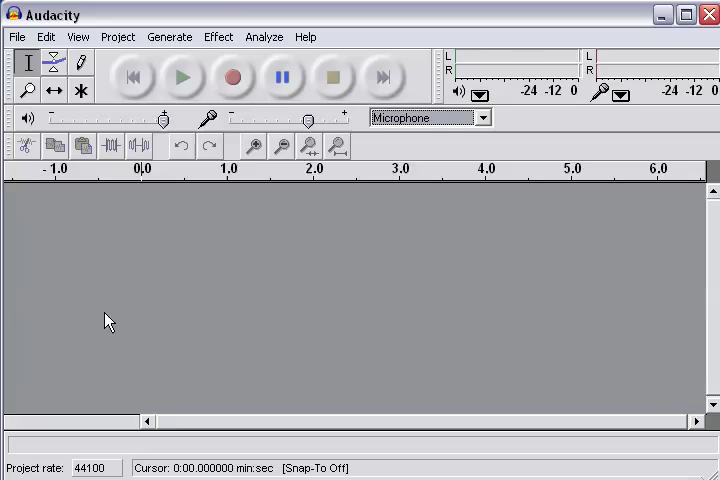 Audacity
File Edit View Project Generate Effect Analyze Help
L
R
-24 -12 0
L
R
-24 -12 0
- + - + Microphone
- 1.0 0.0 1.0 2.0 3.0 4.0 5.0 6.0
Project rate: 44100 Cursor: 0:00.000000 min:sec [Snap-To Off]